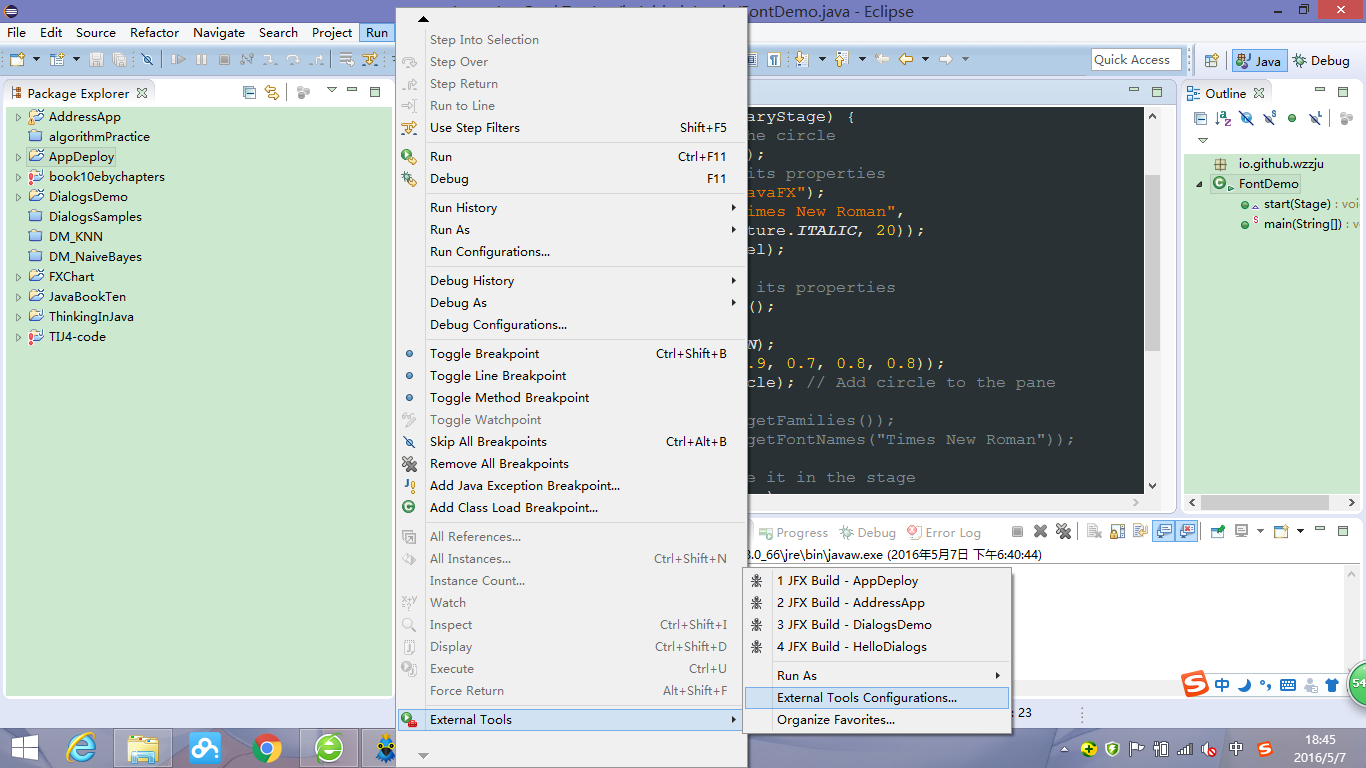 FontDemo.java - Eclipse
File Edit Source Refactor Navigate Search Project Run
Quick Access
Java Debug
Package Explorer
AddressApp
algorithmPractice
AppDeploy
book10ebychapters
DialogsDemo
DialogsSamples
DM_KNN
DM_NaiveBayes
FXChart
JavaBookTen
ThinkingInJava
TIJ4-code
Step Into Selection
Step Over
Step Return
Run to Line
Use Step Filters Shift+F5
Run Ctrl+F11
Debug F11
Run History
Run As
Run Configurations...
Debug History
Debug As
Debug Configurations...
Toggle Breakpoint Ctrl+Shift+B
Toggle Line Breakpoint
Toggle Method Breakpoint
Toggle Watchpoint
Skip All Breakpoints Ctrl+Alt+B
Remove All Breakpoints
Add Java Exception Breakpoint...
Add Class Load Breakpoint...
All References...
All Instances... Ctrl+Shift+N
Instance Count...
Watch
Inspect Ctrl+Shift+I
Display Ctrl+Shift+D
Execute Ctrl+U
Force Return Alt+Shift+F
External Tools
1 JFX Build - AppDeploy
2 JFX Build - AddressApp
3 JFX Build - DialogsDemo
4 JFX Build - HelloDialogs
Run As
External Tools Configurations...
Organize Favorites...
aryStage) {
he circle
);
its properties
avaFX");
imes New Roman",
ture.ITALIC, 20));
el);
its properties
();
N);
.9, 0.7, 0.8, 0.8));
cle); // Add circle to the pane
getFamilies());
getFontNames("Times New Roman"));
e it in the stage
Outline
io.github.wzzju
FontDemo
start(Stage) : voi
main(String[]) : v
Progress Debug Error Log
8.0_66\jre\bin\javaw.exe (2016年5月7日 下午6:40:44)
: 23
中
54
中
18:45
2016/5/7